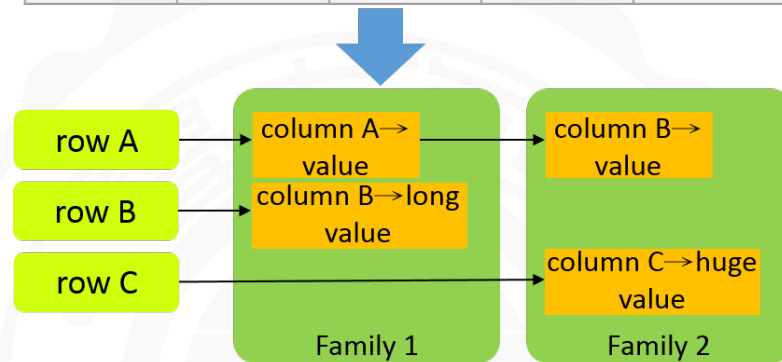 row A
column A→
value
column B→
value
row B
column B→long
value
row C
column C→huge
value
Family 1
Family 2